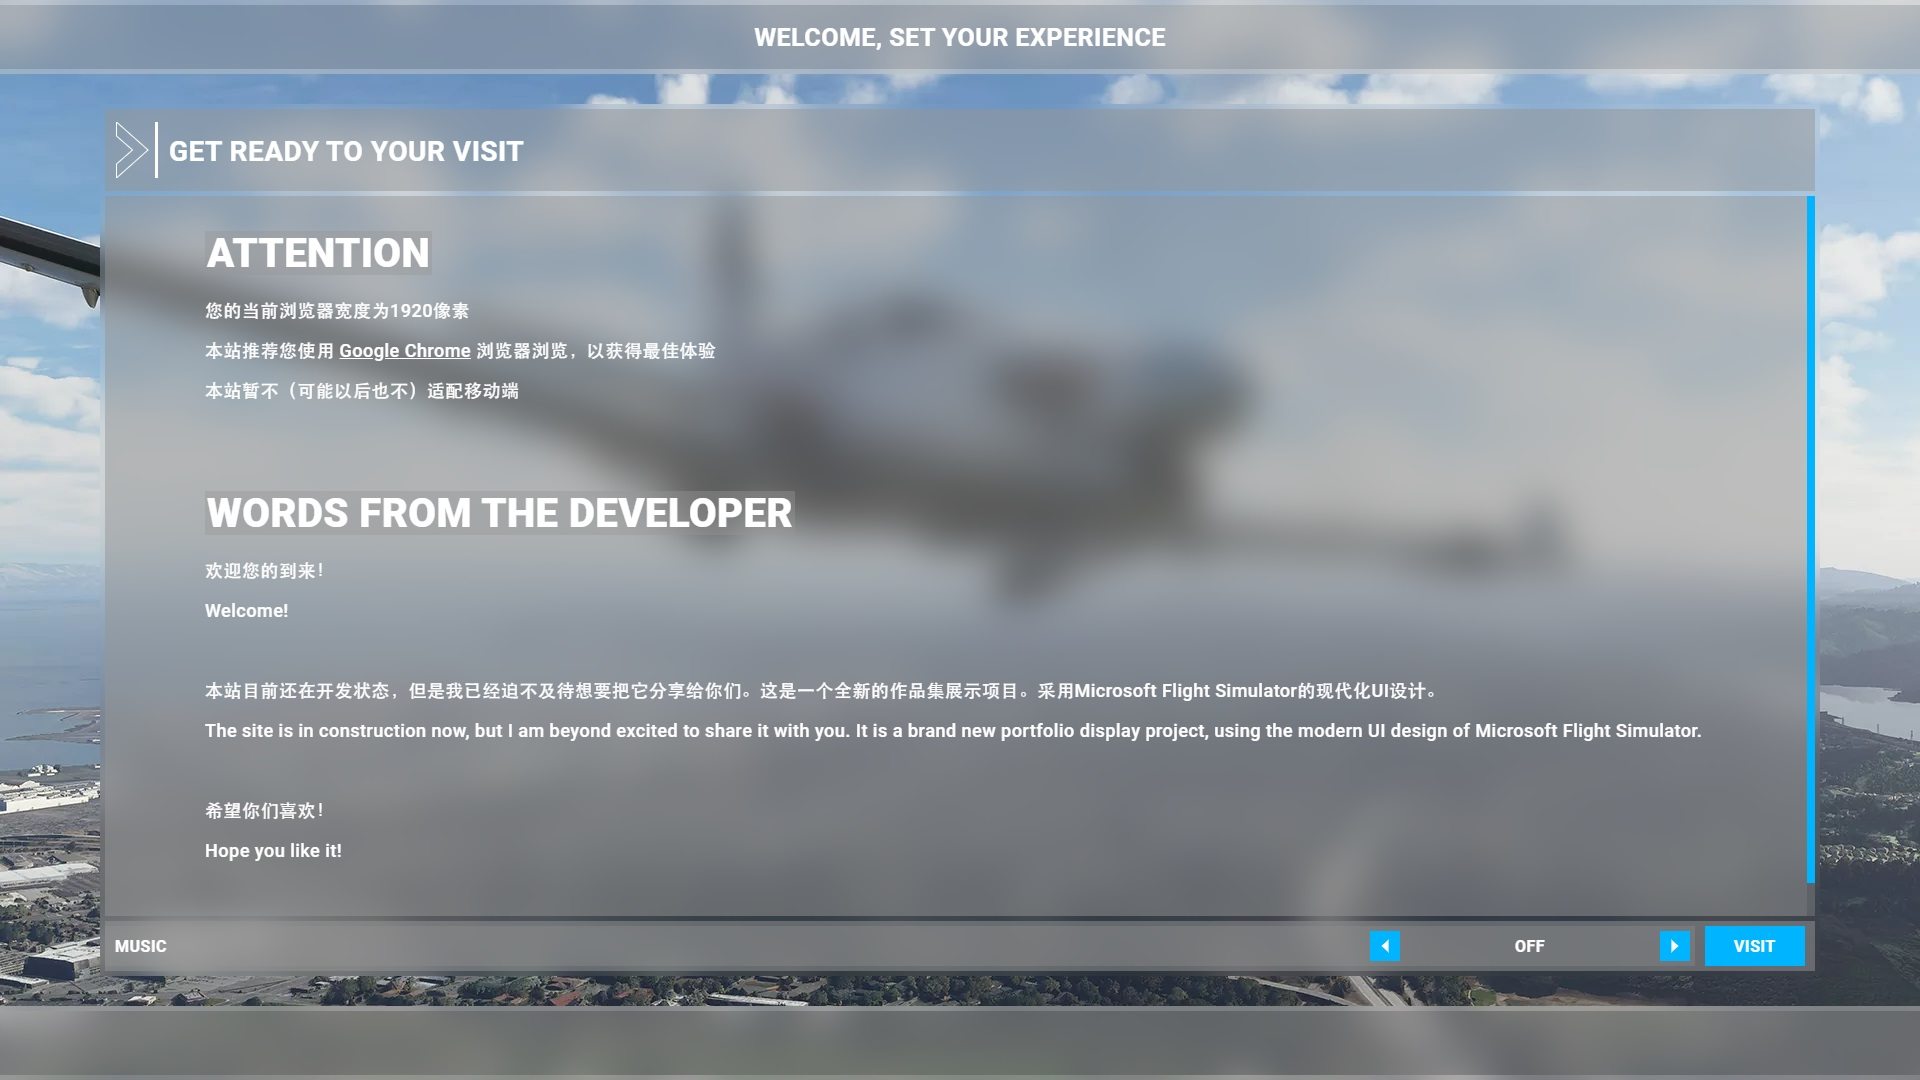 WELCOME, SET YOUR EXPERIENCE
GET READY TO YOUR VISIT
ATTENTION
您的当前浏览器宽度为1920像素
本站推荐您使用 Google Chrome 浏览器浏览，以获得最佳体验
本站暂不（可能以后也不）适配移动端
WORDS FROM THE DEVELOPER
欢迎您的到来！
Welcome!
本站目前还在开发状态，但是我已经迫不及待想要把它分享给你们。这是一个全新的作品集展示项目。采用Microsoft Flight Simulator的现代化UI设计。
The site is in construction now, but I am beyond excited to share it with you. It is a brand new portfolio display project, using the modern UI design of Microsoft Flight Simulator.
希望你们喜欢！
Hope you like it!
MUSIC
OFF
VISIT